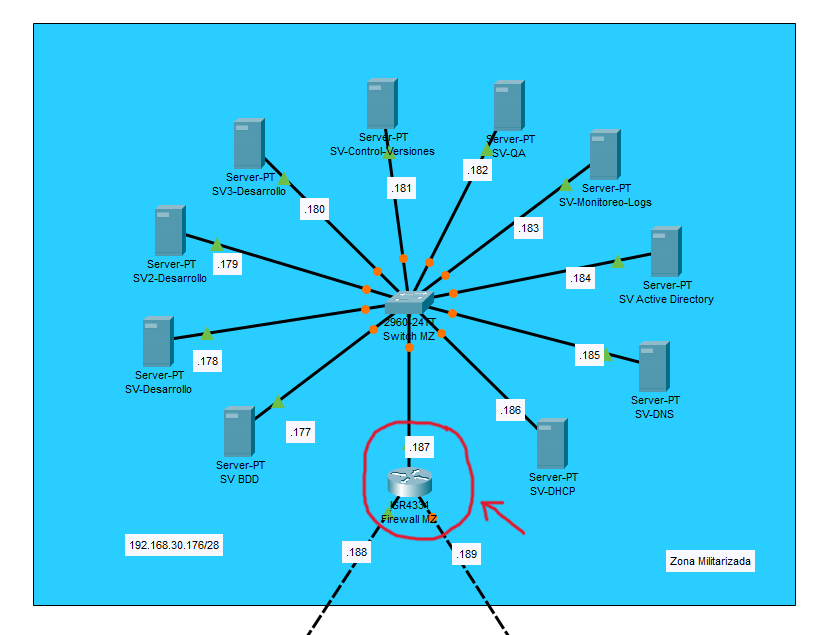 Server-PT
SV-Control-Versiones
Server-PT
SV-QA
Server-PT
SV3-Desarrollo
Server-PT
SV-Monitoreo-Logs
.182
.181
.180
.183
Server-PT
SV2-Desarrollo
.179
.184
Server-PT
SV Active Directory
2960-24TT
Switch MZ
.178
.185
Server-PT
SV-Desarrollo
Server-PT
SV-DNS
.186
.177
.187
Server-PT
SV BDD
Server-PT
SV-DHCP
ISR4331
Firewall MZ
192.168.30.176/28
.188
.189
Zona Militarizada